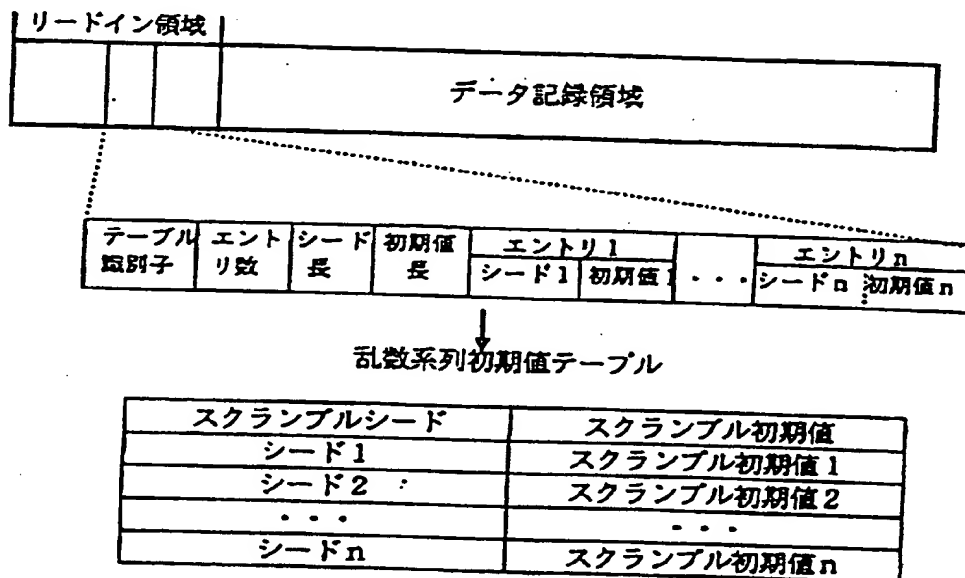 リードイン領域
データ記録領域
テーブル識別子 エントリ数 シード長 初期値長 エントリ1 エントリn
シード1 初期値1 ・・・ シードn 初期値n
乱数系列初期値テーブル
スクランブルシード スクランブル初期値
シード1 スクランブル初期値1
シード2 スクランブル初期値2
・・・ ・・・
シードn スクランブル初期値n